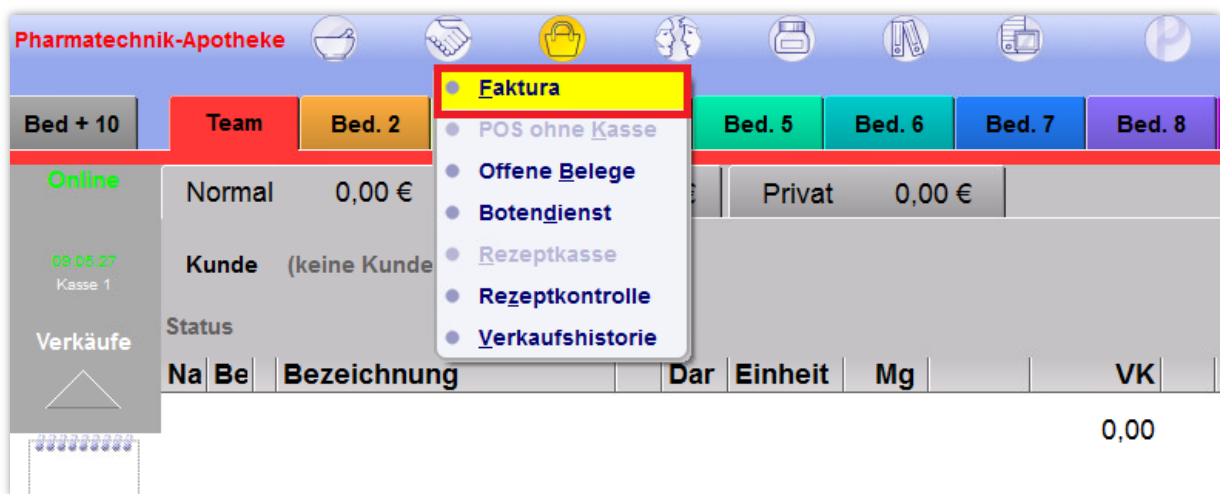 Pharmatechnik-Apotheke
Faktura
POS ohne Kasse
Offene Belege
Botendienst
Rezeptkasse
Rezeptkontrolle
Verkaufshistorie
Bed + 10 Team Bed. 2 Bed. 5 Bed. 6 Bed. 7 Bed. 8
Online
Normal 0,00 € € Privat 0,00 €
09:05:27
Kasse 1
Kunde (keine Kunde
Verkäufe
Status
Na Be Bezeichnung Dar Einheit Mg VK
0,00